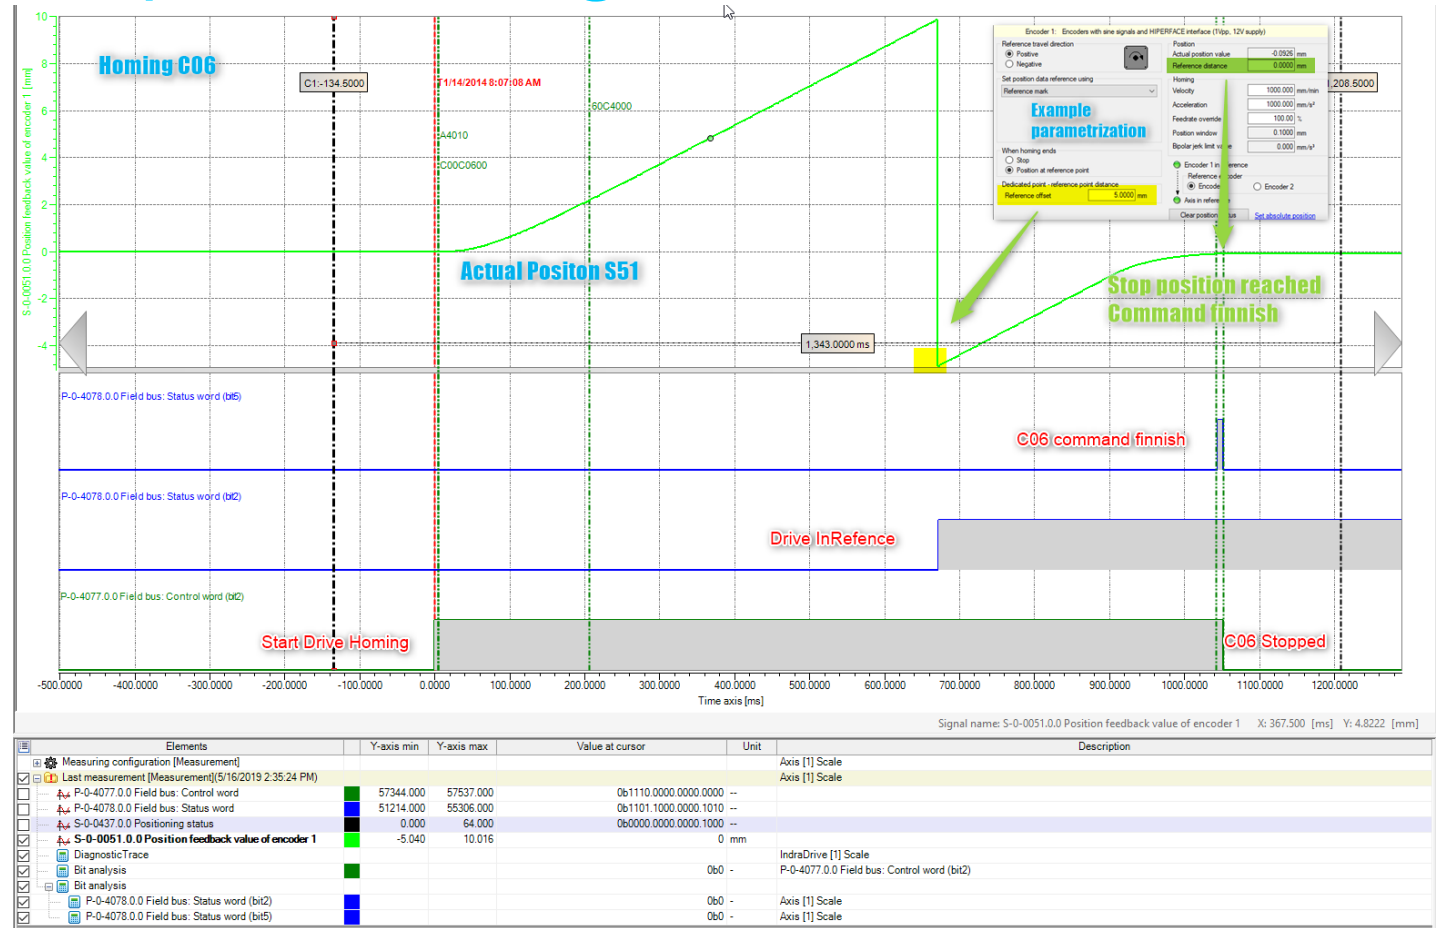 Homing C06
S-0-0051.0.0 Position feedback value of encoder 1 [mm]
10
8
6
4
2
0
-2
-4
C1:-134.5000
11/14/2014 8:07:08 AM
60C4000
A4010
C00C0600
,208.5000
Actual Positon S51
Encoder 1: Encoders with sine signals and HIPERFACE interface (1Vpp, 12V supply)
Reference travel direction
Positive
Negative
Set position data reference using
Reference mark
Example
parametrization
When homing ends
Stop
Position at reference point
Dedicated point - reference point distance
Reference offset 5.0000 mm
Position
Actual position value -0.0926 mm
Reference distance 0.0000 mm
Homing
Velocity 1000.000 mm/min
Acceleration 1000.000 mm/s²
Feedrate override 100.00 %
Position window 0.1000 mm
Bipolar jerk limit 0.000 mm/s³
Encoder 1 in
Reference
Encoder 2
Axis in
Clear position
Set absolute position
Stop position reached
Command finnish
1,343.0000 ms
P-0-4078.0.0 Field bus: Status word (bit5)
C06 command finnish
P-0-4078.0.0 Field bus: Status word (bit2)
Drive InRefence
P-0-4077.0.0 Field bus: Control word (bit2)
Start Drive Homing
C06 Stopped
-500.0000 -400.0000 -300.0000 -200.0000 -100.0000 0.0000 100.0000 200.0000 300.0000 400.0000 500.0000 600.0000 700.0000 800.0000 900.0000 1000.0000 1100.0000 1200.0000
Time axis [ms]
Signal name: S-0-0051.0.0 Position feedback value of encoder 1 X: 367.500 [ms] Y: 4.8222 [mm]
Elements Y-axis min Y-axis max Value at cursor Unit Description
Measuring configuration [Measurement] Axis [1] Scale
Last measurement [Measurement](5/16/2019 2:35:24 PM) Axis [1] Scale
P-0-4077.0.0 Field bus: Control word 57344.000 57537.000 0b1110.0000.0000.0000 --
P-0-4078.0.0 Field bus: Status word 51214.000 55306.000 0b1101.1000.0000.1010 --
S-0-0437.0.0 Positioning status 0.000 64.000 0b0000.0000.0000.1000 --
S-0-0051.0.0 Position feedback value of encoder 1 -5.040 10.016 0 mm
DiagnosticTrace IndraDrive [1] Scale
Bit analysis 0b0 - P-0-4077.0.0 Field bus: Control word (bit2)
Bit analysis
P-0-4078.0.0 Field bus: Status word (bit2) 0b0 - Axis [1] Scale
P-0-4078.0.0 Field bus: Status word (bit5) 0b0 - Axis [1] Scale